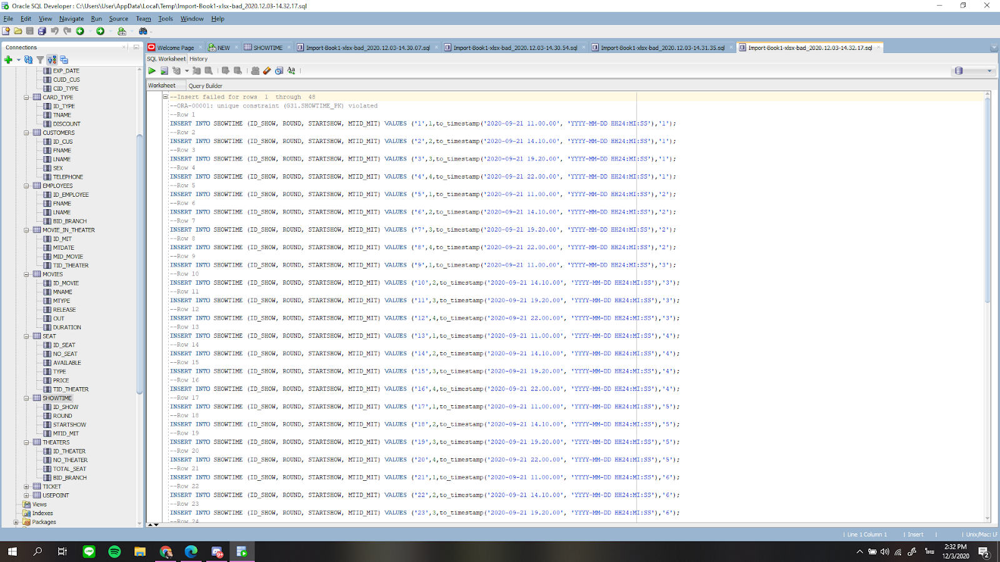 Oracle SQL Developer : C:\Users\User\AppData\Local\Temp\Import-Book1-xlsx-bad_2020.12.03-14.32.17.sql
File Edit View Navigate Run Source Team Tools Window Help
Connections
Welcome Page NEW SHOWTIME Import-Book1-xlsx-bad_2020.12.03-14.30.07.sql Import-Book1-xlsx-bad_2020.12.03-14.30.54.sql Import-Book1-xlsx-bad_2020.12.03-14.31.35.sql Import-Book1-xlsx-bad_2020.12.03-14.32.17.sql
SQL Worksheet History
Worksheet Query Builder
EXP_DATE
CUID_CUS
CID_TYPE
CARD_TYPE
ID_TYPE
TNAME
DISCOUNT
CUSTOMERS
ID_CUS
FNAME
LNAME
SEX
TELEPHONE
EMPLOYEES
ID_EMPLOYEE
FNAME
LNAME
BID_BRANCH
MOVIE_IN_THEATER
ID_MIT
MTDATE
MID_MOVIE
TID_THEATER
MOVIES
ID_MOVIE
MNAME
MTYPE
RELEASE
OUT
DURATION
SEAT
ID_SEAT
NO_SEAT
AVAILABLE
TYPE
PRICE
TID_THEATER
SHOWTIME
ID_SHOW
ROUND
STARTSHOW
MTID_MIT
THEATERS
ID_THEATER
NO_THEATER
TOTAL_SEAT
BID_BRANCH
TICKET
USEPOINT
Views
Indexes
Packages
--Insert failed for rows  1  through  48
--ORA-00001: unique constraint (G31.SHOWTIME_PK) violated
--Row 1
INSERT INTO SHOWTIME (ID_SHOW, ROUND, STARTSHOW, MTID_MIT) VALUES ('1',1,to_timestamp('2020-09-21 11.00.00', 'YYYY-MM-DD HH24:MI:SS'),'1');
--Row 2
INSERT INTO SHOWTIME (ID_SHOW, ROUND, STARTSHOW, MTID_MIT) VALUES ('2',2,to_timestamp('2020-09-21 14.10.00', 'YYYY-MM-DD HH24:MI:SS'),'1');
--Row 3
INSERT INTO SHOWTIME (ID_SHOW, ROUND, STARTSHOW, MTID_MIT) VALUES ('3',3,to_timestamp('2020-09-21 19.20.00', 'YYYY-MM-DD HH24:MI:SS'),'1');
--Row 4
INSERT INTO SHOWTIME (ID_SHOW, ROUND, STARTSHOW, MTID_MIT) VALUES ('4',4,to_timestamp('2020-09-21 22.00.00', 'YYYY-MM-DD HH24:MI:SS'),'1');
--Row 5
INSERT INTO SHOWTIME (ID_SHOW, ROUND, STARTSHOW, MTID_MIT) VALUES ('5',1,to_timestamp('2020-09-21 11.00.00', 'YYYY-MM-DD HH24:MI:SS'),'2');
--Row 6
INSERT INTO SHOWTIME (ID_SHOW, ROUND, STARTSHOW, MTID_MIT) VALUES ('6',2,to_timestamp('2020-09-21 14.10.00', 'YYYY-MM-DD HH24:MI:SS'),'2');
--Row 7
INSERT INTO SHOWTIME (ID_SHOW, ROUND, STARTSHOW, MTID_MIT) VALUES ('7',3,to_timestamp('2020-09-21 19.20.00', 'YYYY-MM-DD HH24:MI:SS'),'2');
--Row 8
INSERT INTO SHOWTIME (ID_SHOW, ROUND, STARTSHOW, MTID_MIT) VALUES ('8',4,to_timestamp('2020-09-21 22.00.00', 'YYYY-MM-DD HH24:MI:SS'),'2');
--Row 9
INSERT INTO SHOWTIME (ID_SHOW, ROUND, STARTSHOW, MTID_MIT) VALUES ('9',1,to_timestamp('2020-09-21 11.00.00', 'YYYY-MM-DD HH24:MI:SS'),'3');
--Row 10
INSERT INTO SHOWTIME (ID_SHOW, ROUND, STARTSHOW, MTID_MIT) VALUES ('10',2,to_timestamp('2020-09-21 14.10.00', 'YYYY-MM-DD HH24:MI:SS'),'3');
--Row 11
INSERT INTO SHOWTIME (ID_SHOW, ROUND, STARTSHOW, MTID_MIT) VALUES ('11',3,to_timestamp('2020-09-21 19.20.00', 'YYYY-MM-DD HH24:MI:SS'),'3');
--Row 12
INSERT INTO SHOWTIME (ID_SHOW, ROUND, STARTSHOW, MTID_MIT) VALUES ('12',4,to_timestamp('2020-09-21 22.00.00', 'YYYY-MM-DD HH24:MI:SS'),'3');
--Row 13
INSERT INTO SHOWTIME (ID_SHOW, ROUND, STARTSHOW, MTID_MIT) VALUES ('13',1,to_timestamp('2020-09-21 11.00.00', 'YYYY-MM-DD HH24:MI:SS'),'4');
--Row 14
INSERT INTO SHOWTIME (ID_SHOW, ROUND, STARTSHOW, MTID_MIT) VALUES ('14',2,to_timestamp('2020-09-21 14.10.00', 'YYYY-MM-DD HH24:MI:SS'),'4');
--Row 15
INSERT INTO SHOWTIME (ID_SHOW, ROUND, STARTSHOW, MTID_MIT) VALUES ('15',3,to_timestamp('2020-09-21 19.20.00', 'YYYY-MM-DD HH24:MI:SS'),'4');
--Row 16
INSERT INTO SHOWTIME (ID_SHOW, ROUND, STARTSHOW, MTID_MIT) VALUES ('16',4,to_timestamp('2020-09-21 22.00.00', 'YYYY-MM-DD HH24:MI:SS'),'4');
--Row 17
INSERT INTO SHOWTIME (ID_SHOW, ROUND, STARTSHOW, MTID_MIT) VALUES ('17',1,to_timestamp('2020-09-21 11.00.00', 'YYYY-MM-DD HH24:MI:SS'),'5');
--Row 18
INSERT INTO SHOWTIME (ID_SHOW, ROUND, STARTSHOW, MTID_MIT) VALUES ('18',2,to_timestamp('2020-09-21 14.10.00', 'YYYY-MM-DD HH24:MI:SS'),'5');
--Row 19
INSERT INTO SHOWTIME (ID_SHOW, ROUND, STARTSHOW, MTID_MIT) VALUES ('19',3,to_timestamp('2020-09-21 19.20.00', 'YYYY-MM-DD HH24:MI:SS'),'5');
--Row 20
INSERT INTO SHOWTIME (ID_SHOW, ROUND, STARTSHOW, MTID_MIT) VALUES ('20',4,to_timestamp('2020-09-21 22.00.00', 'YYYY-MM-DD HH24:MI:SS'),'5');
--Row 21
INSERT INTO SHOWTIME (ID_SHOW, ROUND, STARTSHOW, MTID_MIT) VALUES ('21',1,to_timestamp('2020-09-21 11.00.00', 'YYYY-MM-DD HH24:MI:SS'),'6');
--Row 22
INSERT INTO SHOWTIME (ID_SHOW, ROUND, STARTSHOW, MTID_MIT) VALUES ('22',2,to_timestamp('2020-09-21 14.10.00', 'YYYY-MM-DD HH24:MI:SS'),'6');
--Row 23
INSERT INTO SHOWTIME (ID_SHOW, ROUND, STARTSHOW, MTID_MIT) VALUES ('23',3,to_timestamp('2020-09-21 19.20.00', 'YYYY-MM-DD HH24:MI:SS'),'6');
--Row 24
Line 1 Column 1 Insert Unix/Mac: LF
ไทย
2:32 PM
12/3/2020
2